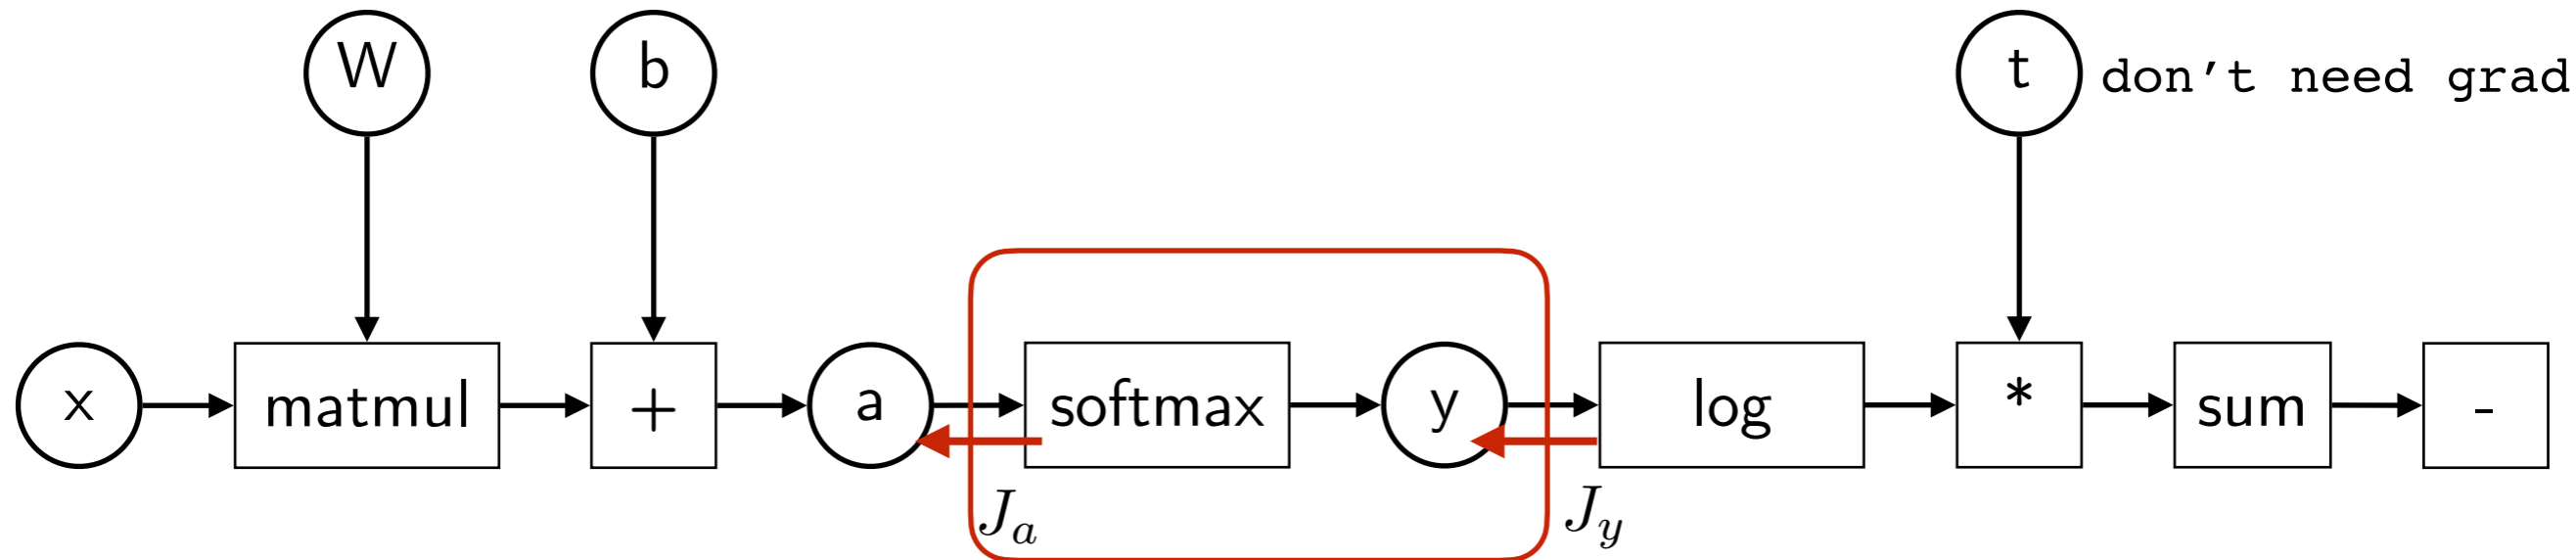 W
b
t don't need grad
x
matmul
+
a
softmax
y
log
*
sum
-
J_a
J_y